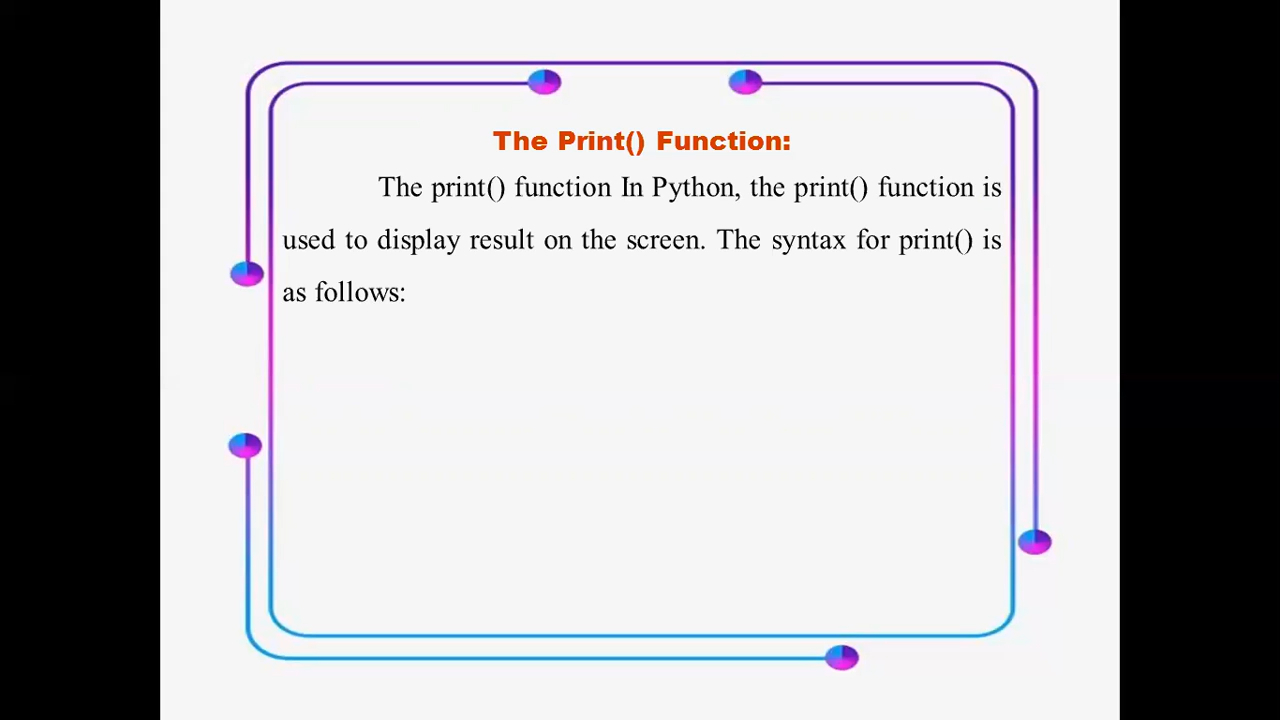 The Print() Function:
The print() function In Python, the print() function is
used to display result on the screen. The syntax for print() is
as follows: